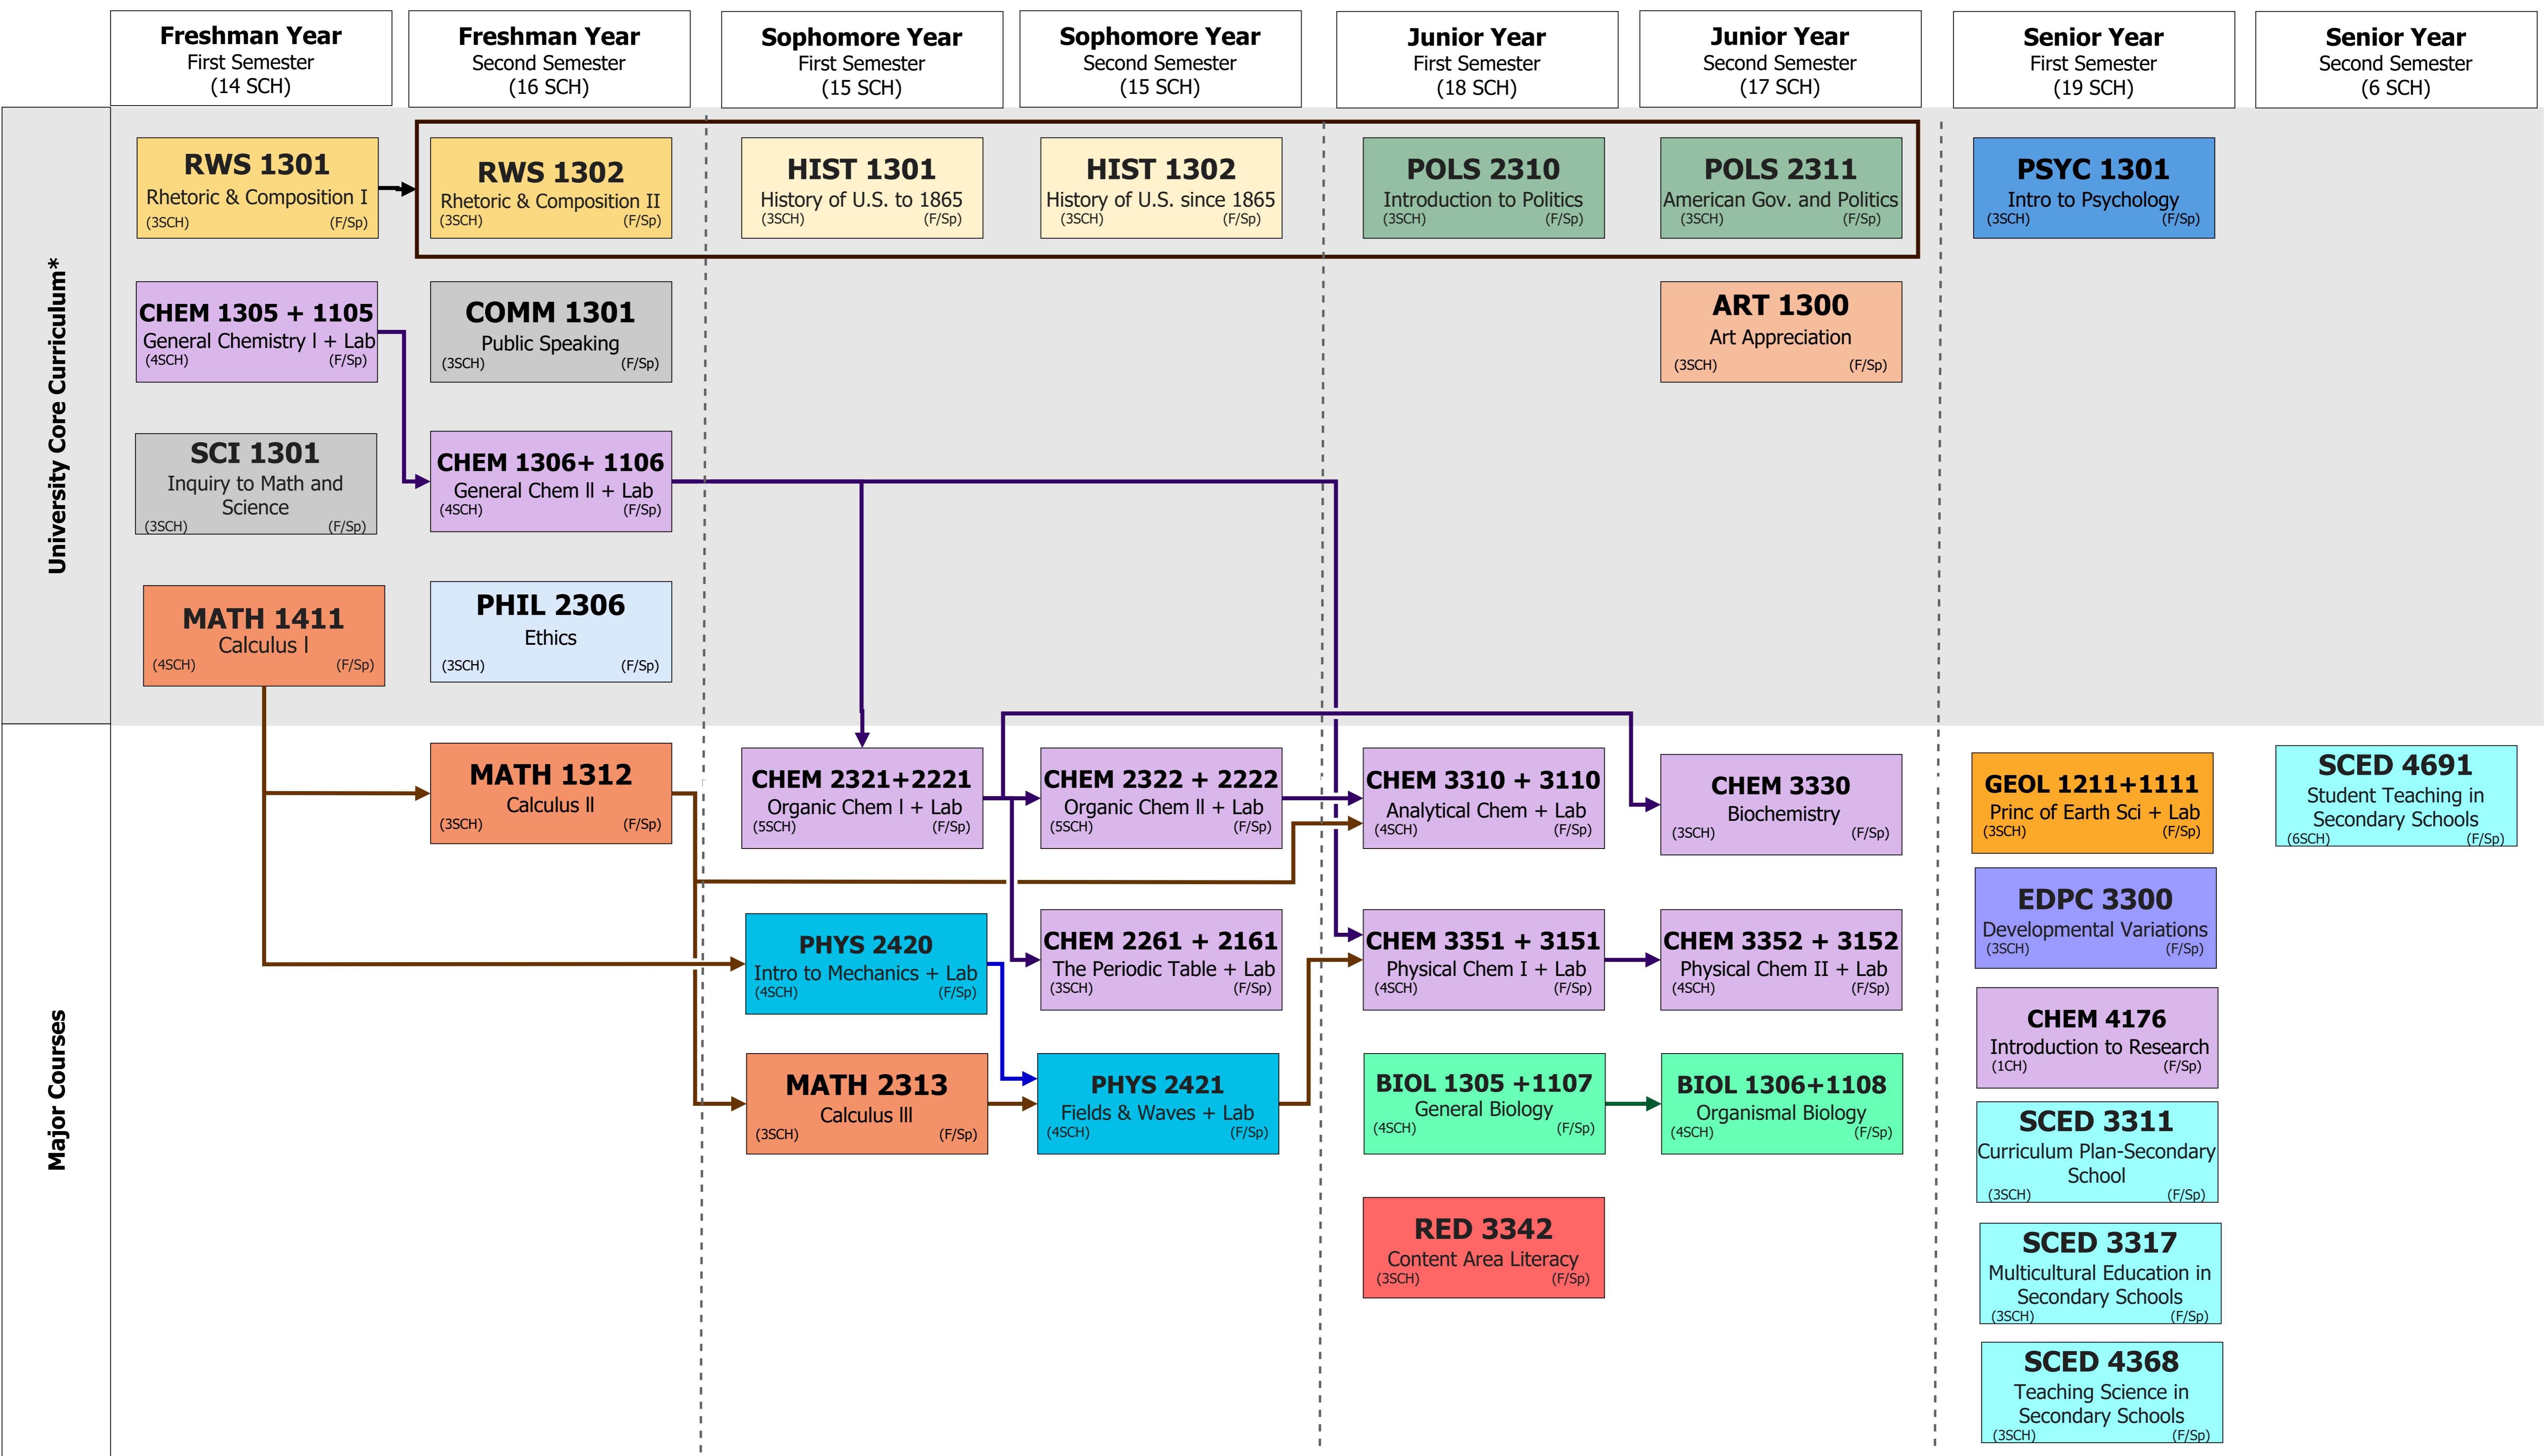 Freshman Year
First Semester
(14 SCH)
Freshman Year
Second Semester
(16 SCH)
Sophomore Year
First Semester
(15 SCH)
Sophomore Year
Second Semester
(15 SCH)
Junior Year
First Semester
(18 SCH)
Junior Year
Second Semester
(17 SCH)
Senior Year
First Semester
(19 SCH)
Senior Year
Second Semester
(6 SCH)
University Core Curriculum*
RWS 1301
Rhetoric & Composition I
(3SCH) (F/Sp)
RWS 1302
Rhetoric & Composition II
(3SCH) (F/Sp)
HIST 1301
History of U.S. to 1865
(3SCH) (F/Sp)
HIST 1302
History of U.S. since 1865
(3SCH) (F/Sp)
POLS 2310
Introduction to Politics
(3SCH) (F/Sp)
POLS 2311
American Gov. and Politics
(3SCH) (F/Sp)
PSYC 1301
Intro to Psychology
(3SCH) (F/Sp)
CHEM 1305 + 1105
General Chemistry l + Lab
(4SCH) (F/Sp)
COMM 1301
Public Speaking
(3SCH) (F/Sp)
ART 1300
Art Appreciation
(3SCH) (F/Sp)
SCI 1301
Inquiry to Math and
Science
(3SCH) (F/Sp)
CHEM 1306+ 1106
General Chem ll + Lab
(4SCH) (F/Sp)
MATH 1411
Calculus l
(4SCH) (F/Sp)
PHIL 2306
Ethics
(3SCH) (F/Sp)
Major Courses
MATH 1312
Calculus ll
(3SCH) (F/Sp)
CHEM 2321+2221
Organic Chem l + Lab
(5SCH) (F/Sp)
CHEM 2322 + 2222
Organic Chem ll + Lab
(5SCH) (F/Sp)
CHEM 3310 + 3110
Analytical Chem + Lab
(4SCH) (F/Sp)
CHEM 3330
Biochemistry
(3SCH) (F/Sp)
GEOL 1211+1111
Princ of Earth Sci + Lab
(3SCH) (F/Sp)
SCED 4691
Student Teaching in
Secondary Schools
(6SCH) (F/Sp)
EDPC 3300
Developmental Variations
(3SCH) (F/Sp)
PHYS 2420
Intro to Mechanics + Lab
(4SCH) (F/Sp)
CHEM 2261 + 2161
The Periodic Table + Lab
(3SCH) (F/Sp)
CHEM 3351 + 3151
Physical Chem I + Lab
(4SCH) (F/Sp)
CHEM 3352 + 3152
Physical Chem II + Lab
(4SCH) (F/Sp)
CHEM 4176
Introduction to Research
(1CH) (F/Sp)
MATH 2313
Calculus lll
(3SCH) (F/Sp)
PHYS 2421
Fields & Waves + Lab
(4SCH) (F/Sp)
BIOL 1305 +1107
General Biology
(4SCH) (F/Sp)
BIOL 1306+1108
Organismal Biology
(4SCH) (F/Sp)
SCED 3311
Curriculum Plan-Secondary
School
(3SCH) (F/Sp)
RED 3342
Content Area Literacy
(3SCH) (F/Sp)
SCED 3317
Multicultural Education in
Secondary Schools
(3SCH) (F/Sp)
SCED 4368
Teaching Science in
Secondary Schools
(3SCH) (F/Sp)